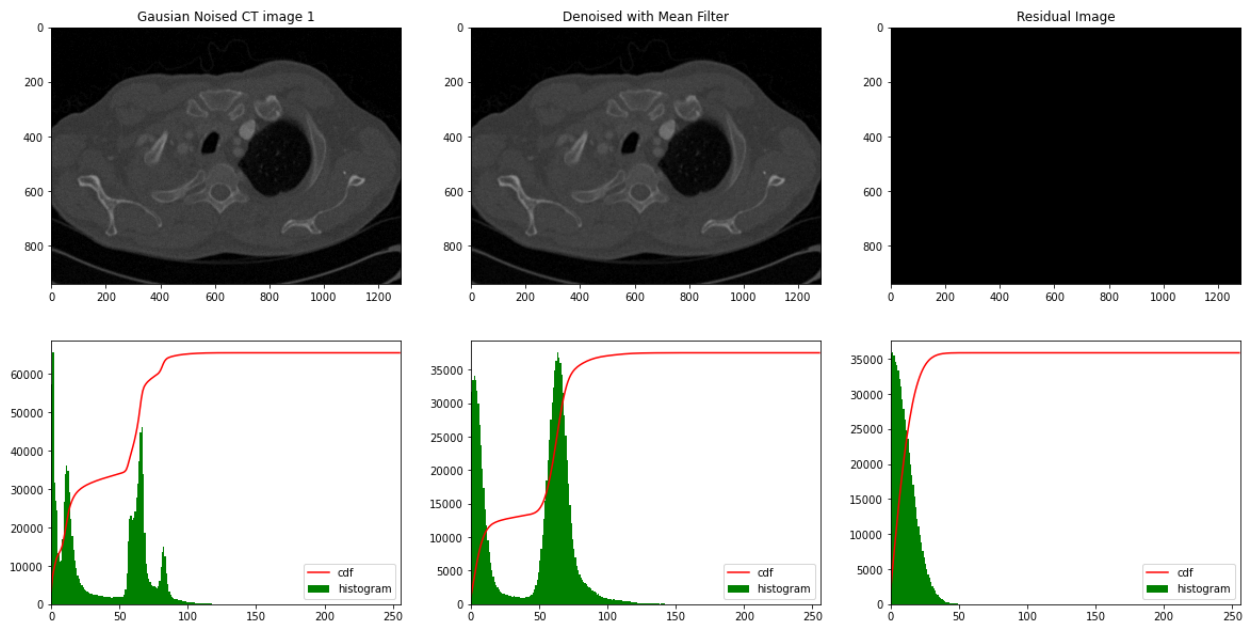 Gausian Noised CT image 1
Denoised with Mean Filter
Residual Image
0
200
400
600
800
0 200 400 600 800 1000 1200
0
200
400
600
800
0 200 400 600 800 1000 1200
0
200
400
600
800
0 200 400 600 800 1000 1200
60000
50000
40000
30000
20000
10000
0
0 50 100 150 200 250
cdf
histogram
35000
30000
25000
20000
15000
10000
5000
0
0 50 100 150 200 250
cdf
histogram
35000
30000
25000
20000
15000
10000
5000
0
0 50 100 150 200 250
cdf
histogram